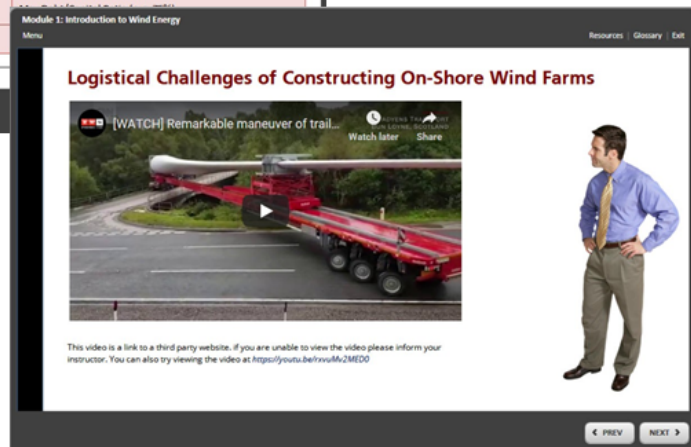 Module 1: Introduction to Wind Energy
Menu
Resources | Glossary | Exit
Logistical Challenges of Constructing On-Shore Wind Farms
[WATCH] Remarkable maneuver of trail...
Watch later
Share
This video is a link to a third party website. if you are unable to view the video please inform your
instructor. You can also try viewing the video at https://youtu.be/rxvuMv2MED0
PREV
NEXT